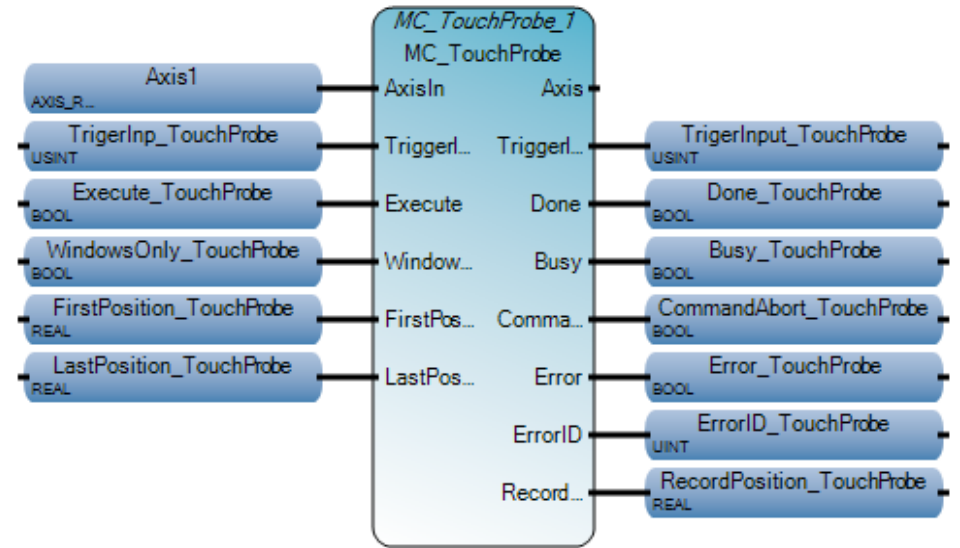 MC_TouchProbe_1
MC_TouchProbe
Axis1
AXIS_R...
AxisIn
Axis
TrigerInp_TouchProbe
USINT
TriggerI...
TriggerI...
TrigerInput_TouchProbe
USINT
Execute_TouchProbe
BOOL
Execute
Done
Done_TouchProbe
BOOL
WindowsOnly_TouchProbe
BOOL
Window...
Busy
Busy_TouchProbe
BOOL
FirstPosition_TouchProbe
REAL
FirstPos...
Comma...
CommandAbort_TouchProbe
BOOL
LastPosition_TouchProbe
REAL
LastPos...
Error
Error_TouchProbe
BOOL
ErrorID
ErrorID_TouchProbe
UINT
Record...
RecordPosition_TouchProbe
REAL